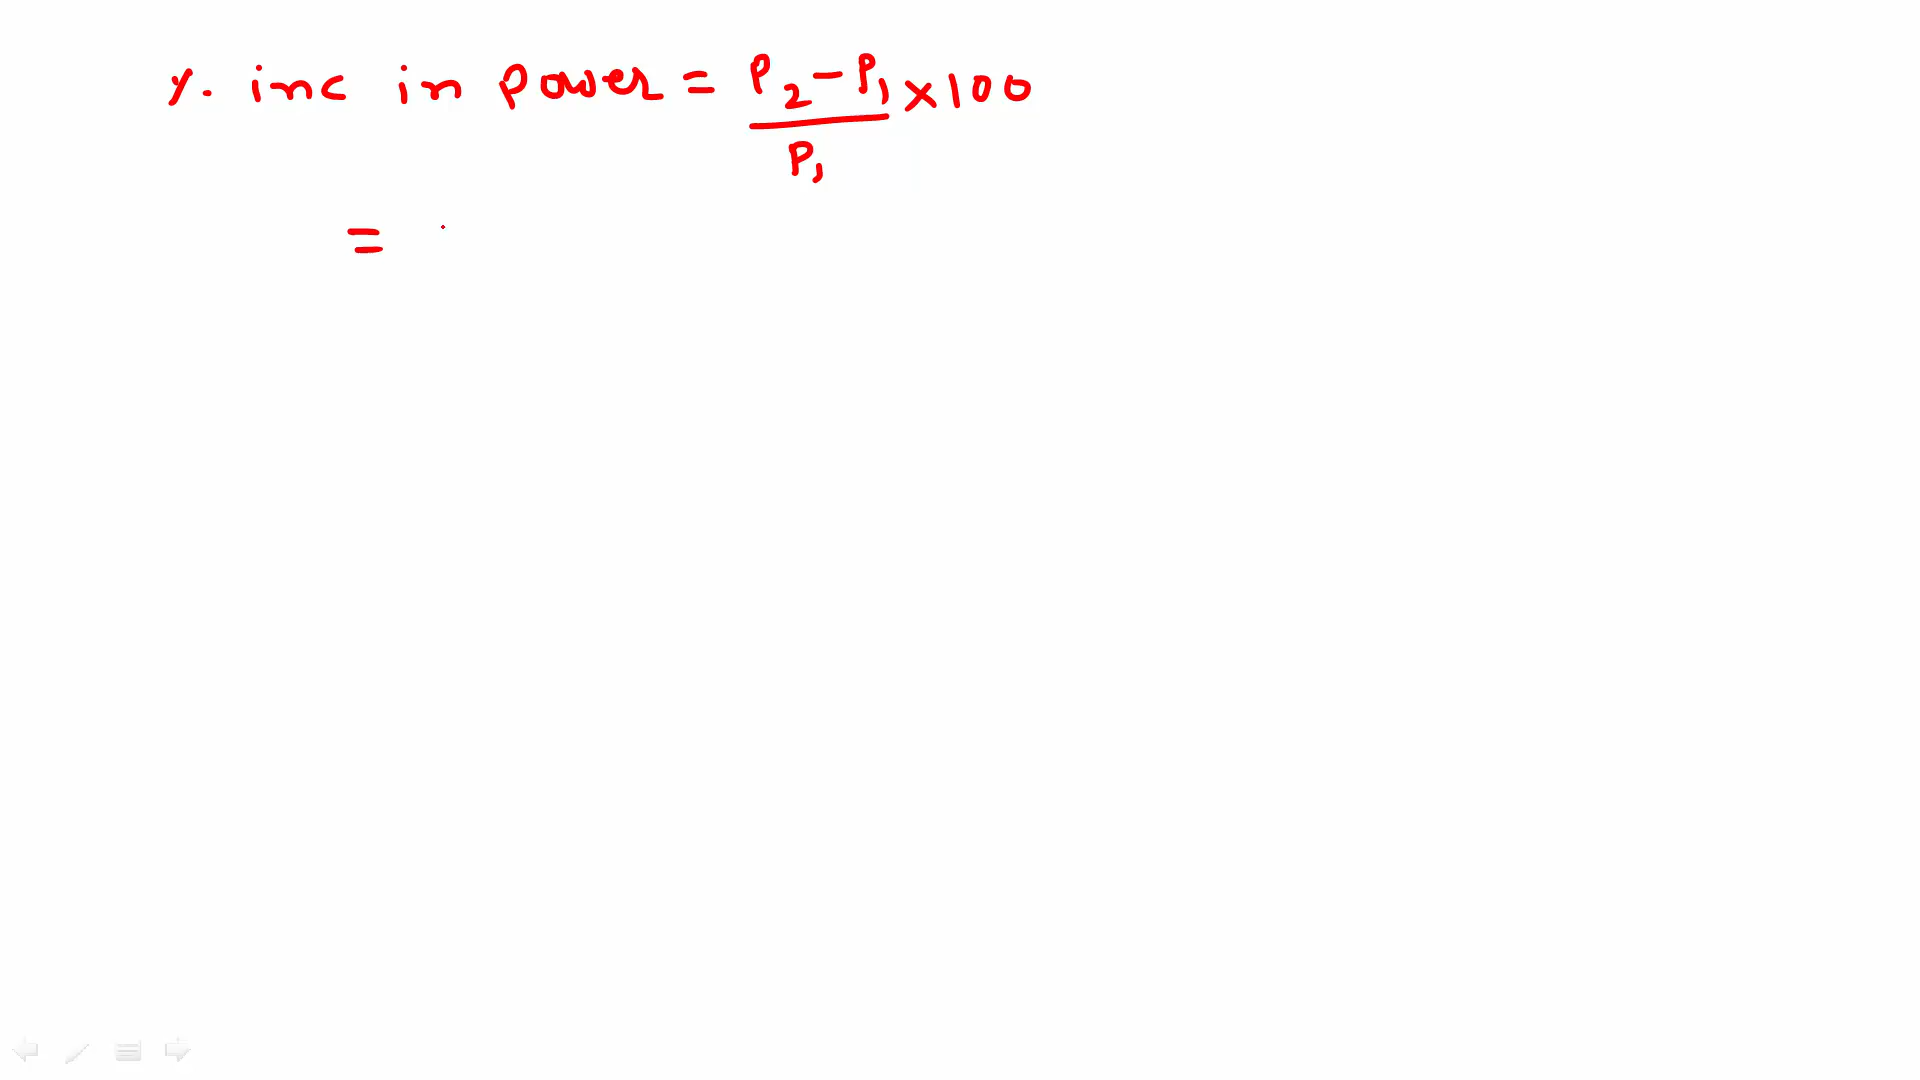 % inc in power = P₂ - P₁ / P₁ × 100
=